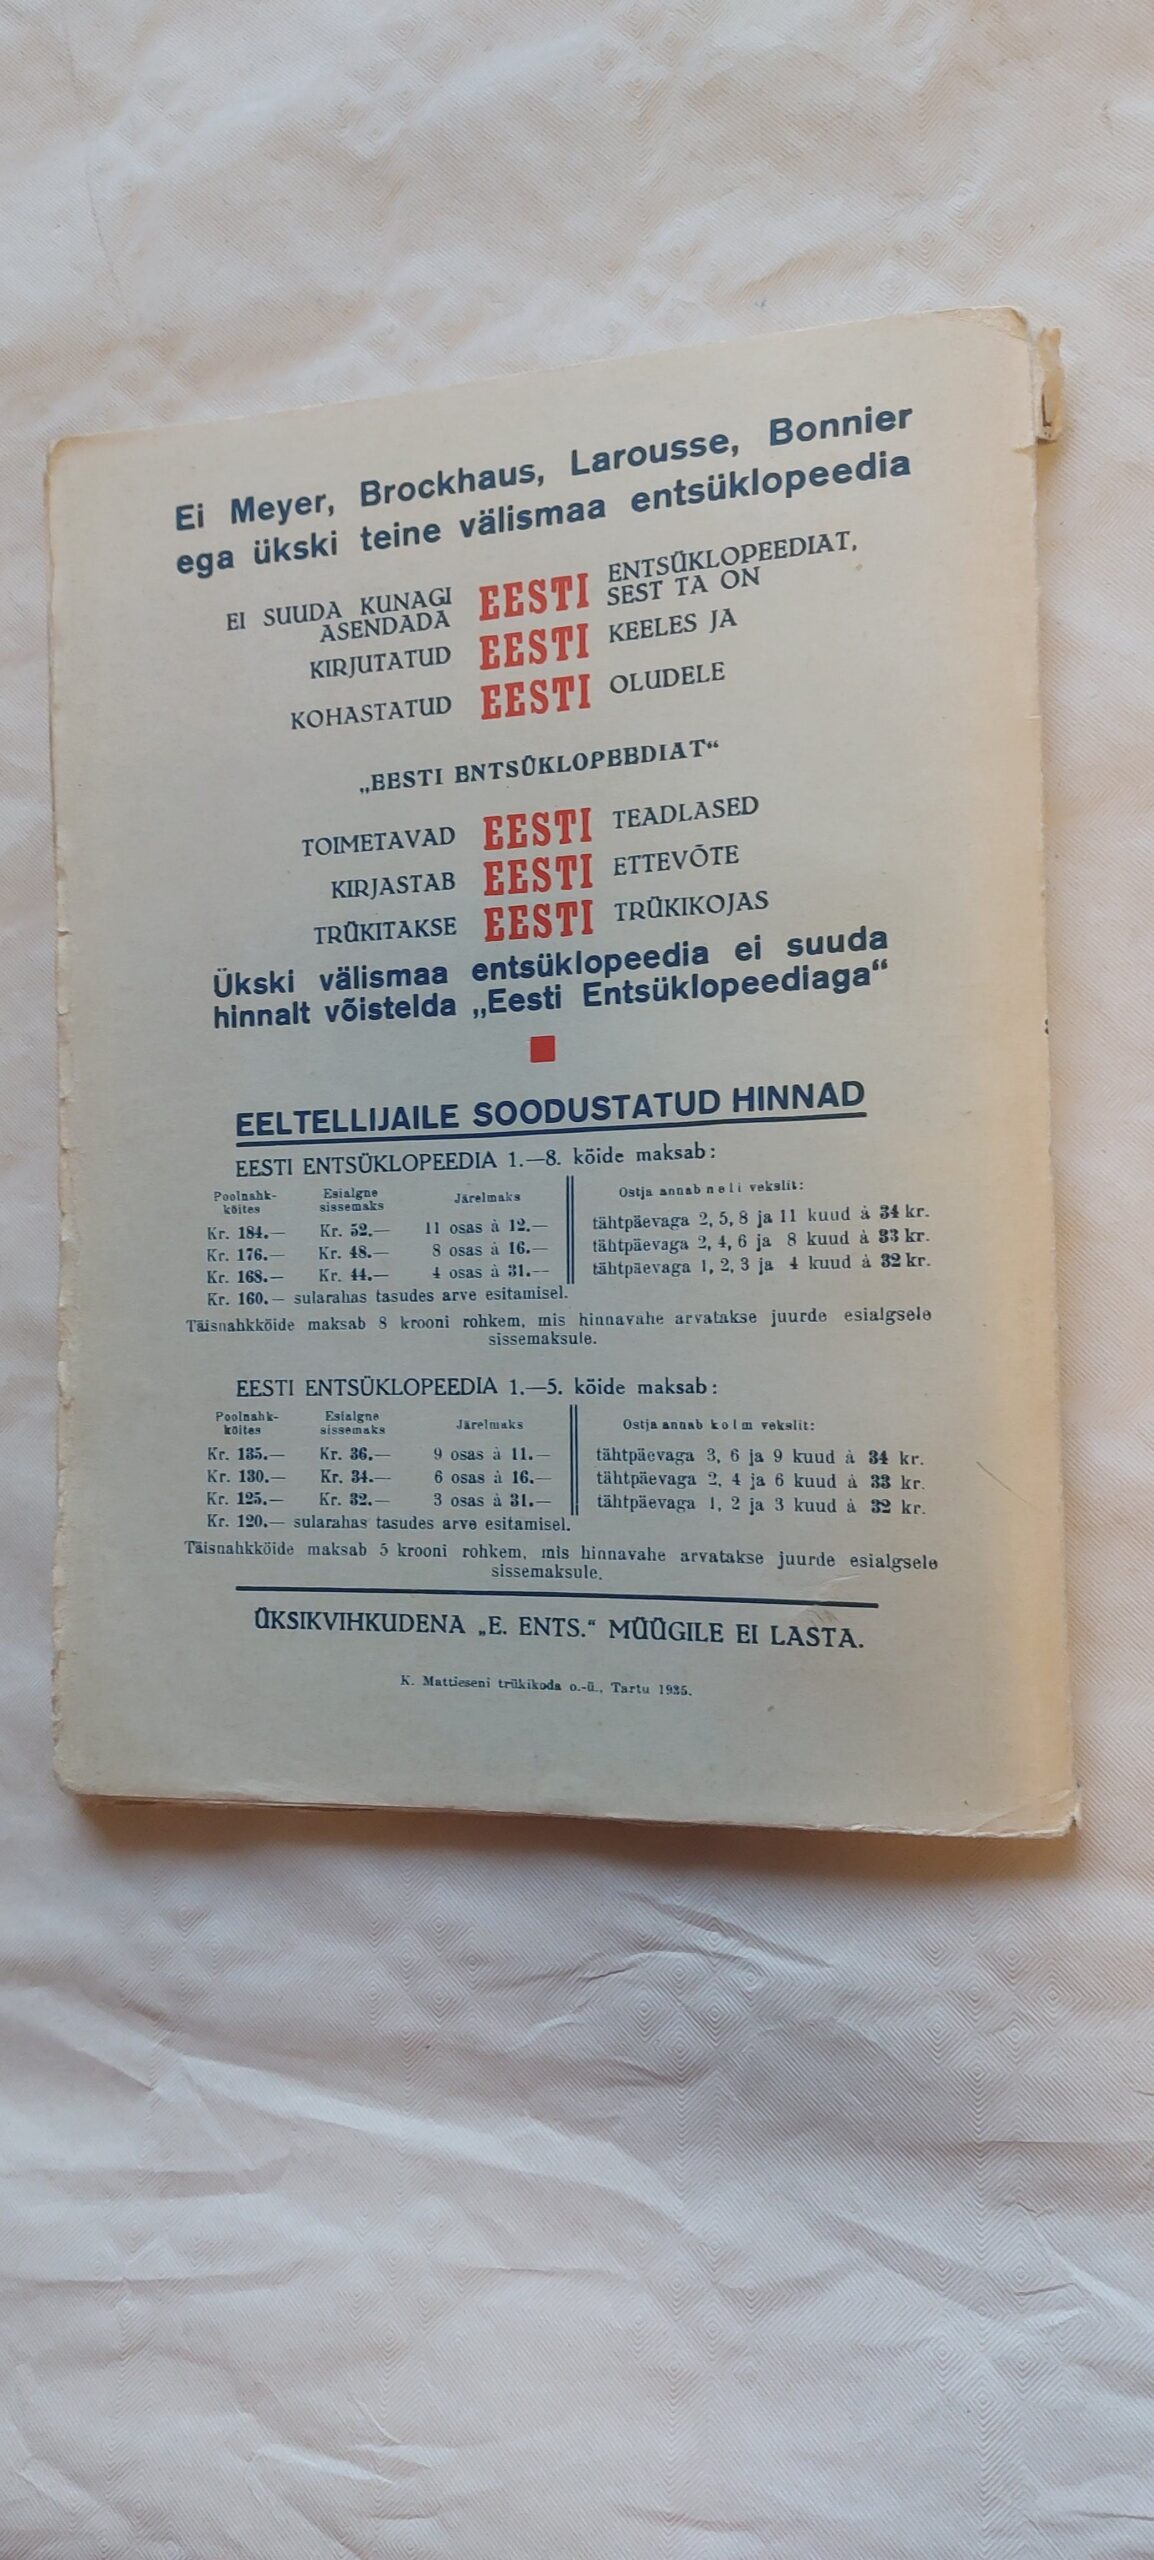 Ei Meyer, Brockhaus, Larousse, Bonnier
ega ükski teine välismaa entsüklopeedia
EI SUUDA KUNAGI ASENDADA EESTI ENTSÜKLOPEEDIAT, SEST TA ON
KIRJUTATUD EESTI KEELES JA
KOHASTATUD EESTI OLUDELE
„EESTI ENTSÜKLOPEEDIAT“
TOIMETAVAD EESTI TEADLASED
KIRJASTAB EESTI ETTEVÕTE
TRÜKITAKSE EESTI TRÜKIKOJAS
Ükski välismaa entsüklopeedia ei suuda
hinnalt võistelda „Eesti Entsüklopeediaga“
EELTELLIJAILE SOODUSTATUD HINNAD
EESTI ENTSÜKLOPEEDIA 1.—8. köide maksab:
Poolnahk-köites Esialgne sissemaks Järelmaks Ostja annab neli vekslit:
Kr. 184.— Kr. 52.— 11 osas à 12.— tähtpäevaga 2, 5, 8 ja 11 kuud à 34 kr.
Kr. 176.— Kr. 48.— 8 osas à 16.— tähtpäevaga 2, 4, 6 ja 8 kuud à 33 kr.
Kr. 168.— Kr. 44.— 4 osas à 31.— tähtpäevaga 1, 2, 3 ja 4 kuud à 32 kr.
Kr. 160.— sularahas tasudes arve esitamisel.
Täisnahkköide maksab 8 krooni rohkem, mis hinnavahe arvatakse juurde esialgsele
sissemaksule.
EESTI ENTSÜKLOPEEDIA 1.—5. köide maksab:
Poolnahk-köites Esialgne sissemaks Järelmaks Ostja annab kolm vekslit:
Kr. 135.— Kr. 36.— 9 osas à 11.— tähtpäevaga 3, 6 ja 9 kuud à 34 kr.
Kr. 130.— Kr. 34.— 6 osas à 16.— tähtpäevaga 2, 4 ja 6 kuud à 33 kr.
Kr. 125.— Kr. 32.— 3 osas à 31.— tähtpäevaga 1, 2 ja 3 kuud à 32 kr.
Kr. 120.— sularahas tasudes arve esitamisel.
Täisnahkköide maksab 5 krooni rohkem, mis hinnavahe arvatakse juurde esialgsele
sissemaksule.
ÜKSIKVIHKUDENA „E. ENTS.“ MÜÜGILE EI LASTA.
K. Mattieseni trükikoda o.-ü., Tartu 1935.